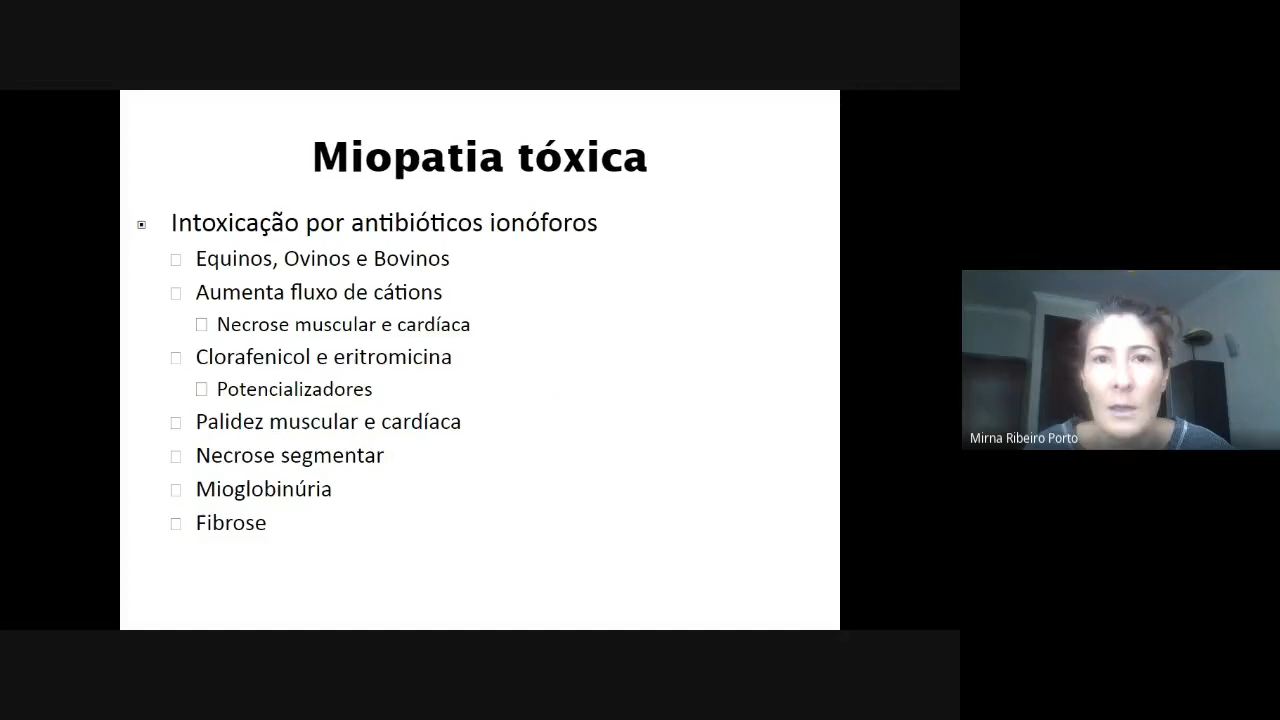 Miopatia tóxica
Intoxicação por antibióticos ionóforos
Equinos, Ovinos e Bovinos
Aumenta fluxo de cátions
Necrose muscular e cardíaca
Clorafenicol e eritromicina
Potencializadores
Palidez muscular e cardíaca
Necrose segmentar
Mioglobinúria
Fibrose
Mirna Ribeiro Porto